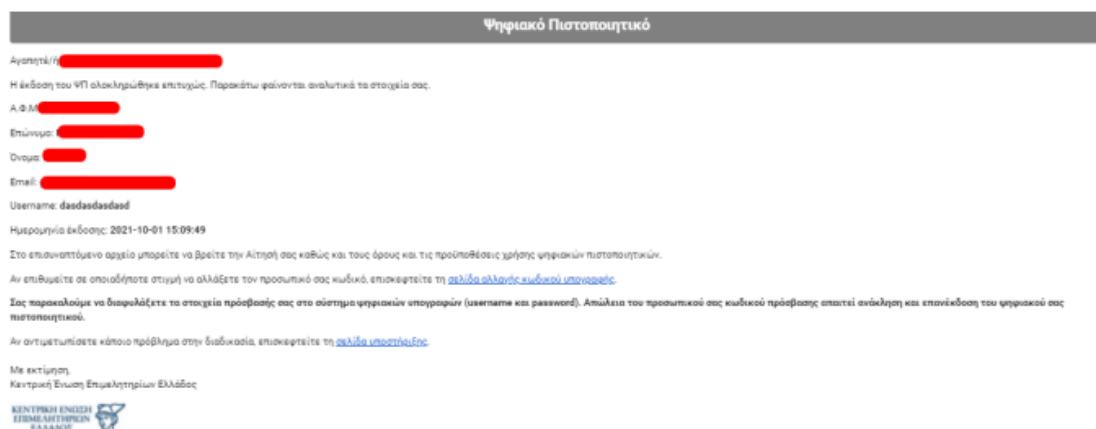 Ψηφιακό Πιστοποιητικό
Αγαπητέ/ή
Η έκδοση του ΨΠ ολοκληρώθηκε επιτυχώς. Παρακάτω φαίνονται αναλυτικά τα στοιχεία σας.
Α.Φ.Μ
Επώνυμο:
Όνομα:
Email:
Username: dasdasdasdasd
Ημερομηνία έκδοσης: 2021-10-01 15:09:49
Στο επισυναπτόμενο αρχείο μπορείτε να βρείτε την Αίτησή σας καθώς και τους όρους και τις προϋποθέσεις χρήσης ψηφιακών πιστοποιητικών.
Αν επιθυμείτε σε οποιαδήποτε στιγμή να αλλάξετε τον προσωπικό σας κωδικό, επισκεφτείτε τη σελίδα αλλαγής κωδικού υπογραφής.
Σας παρακαλούμε να διαφυλάξετε τα στοιχεία πρόσβασής σας στο σύστημα ψηφιακών υπογραφών (username και password). Απώλεια του προσωπικού σας κωδικού πρόσβασης απαιτεί ανάκληση και επανέκδοση του ψηφιακού σας
πιστοποιητικού.
Αν αντιμετωπίσετε κάποιο πρόβλημα στην διαδικασία, επισκεφτείτε τη σελίδα υποστήριξης.
Με εκτίμηση,
Κεντρική Ένωση Επιμελητηρίων Ελλάδος
ΚΕΝΤΡΙΚΗ ΕΝΩΣΗ
ΕΠΙΜΕΛΗΤΗΡΙΩΝ
ΕΛΛΑΔΟΣ